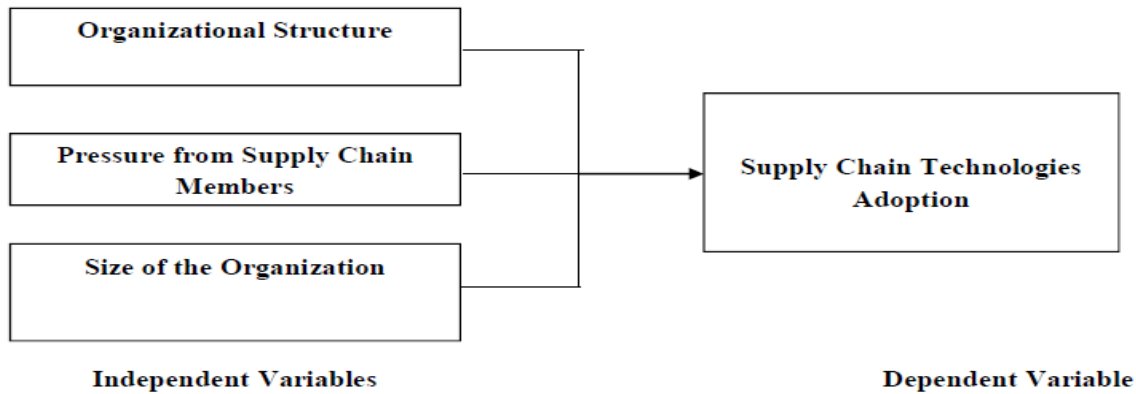 Organizational Structure
Pressure from Supply Chain
Members
Size of the Organization
Supply Chain Technologies
Adoption
Independent Variables
Dependent Variable